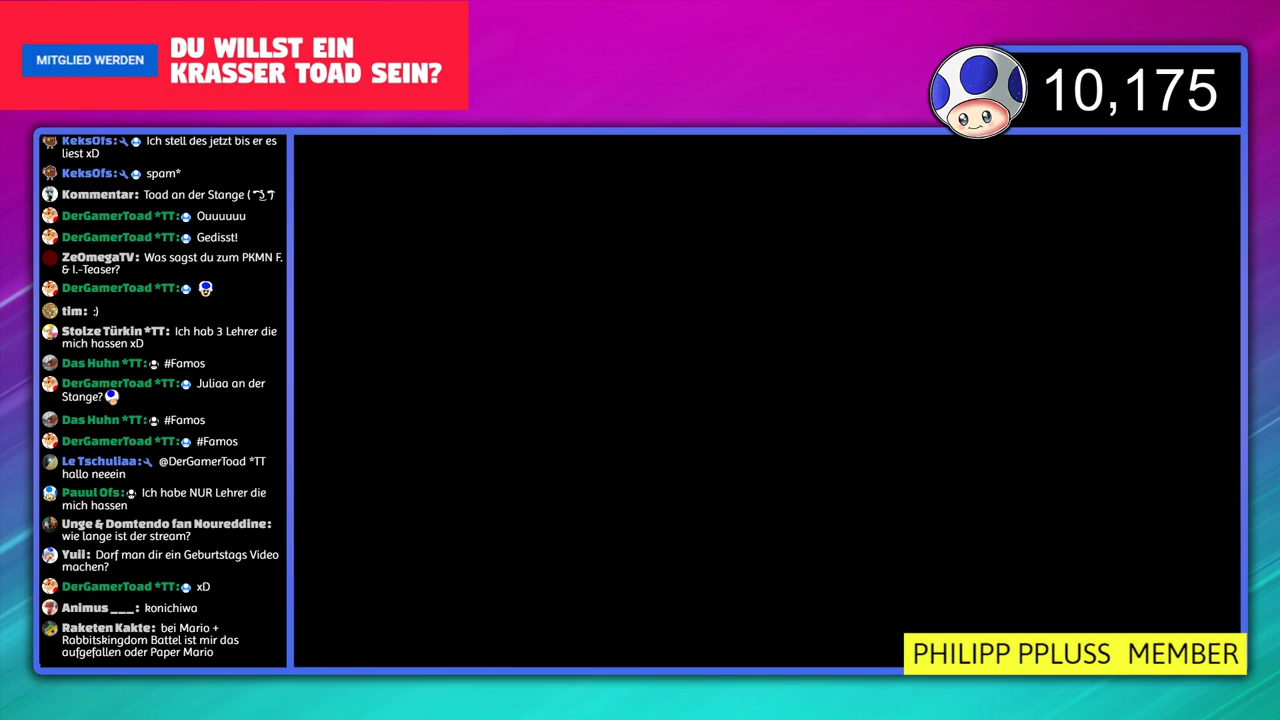 MITGLIED WERDEN
DU WILLST EIN
KRASSER TOAD SEIN?
10,175
KeksOfs: Ich stell des jetzt bis er es
liest xD
KeksOfs: spam*
Kommentar: Toad an der Stange
DerGamerToad *TT: Ouuuuuu
DerGamerToad *TT: Gedisst!
ZeOmegaTV: Was sagst du zum PKMN F.
& I.-Teaser?
DerGamerToad *TT:
tim: :)
Stolze Türkin *TT: Ich hab 3 Lehrer die
mich hassen xD
Das Huhn *TT: #Famos
DerGamerToad *TT: Juliaa an der
Stange?
Das Huhn *TT: #Famos
DerGamerToad *TT: #Famos
Le Tschuliaa: @DerGamerToad *TT
hallo neeein
Pauul Ofs: Ich habe NUR Lehrer die
mich hassen
Unge & Domtendo fan Noureddine:
wie lange ist der stream?
Yuii: Darf man dir ein Geburtstags Video
machen?
DerGamerToad *TT: xD
Animus ___: konichiwa
Raketen Kakte: bei Mario +
Rabbitskingdom Battel ist mir das
aufgefallen oder Paper Mario
PHILIPP PPLUSS MEMBER